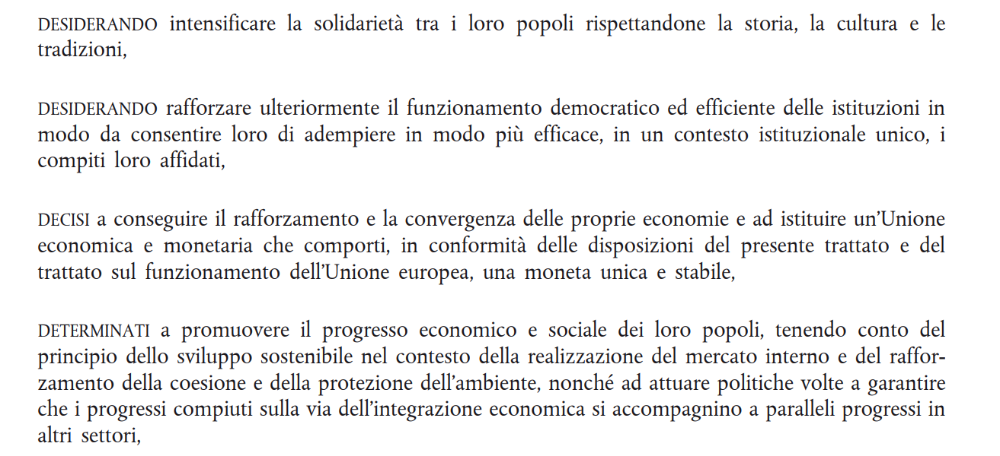 DESIDERANDO intensificare la solidarietà tra i loro popoli rispettandone la storia, la cultura e le
tradizioni,
DESIDERANDO rafforzare ulteriormente il funzionamento democratico ed efficiente delle istituzioni in
modo da consentire loro di adempiere in modo più efficace, in un contesto istituzionale unico, i
compiti loro affidati,
DECISI a conseguire il rafforzamento e la convergenza delle proprie economie e ad istituire un’Unione
economica e monetaria che comporti, in conformità delle disposizioni del presente trattato e del
trattato sul funzionamento dell’Unione europea, una moneta unica e stabile,
DETERMINATI a promuovere il progresso economico e sociale dei loro popoli, tenendo conto del
principio dello sviluppo sostenibile nel contesto della realizzazione del mercato interno e del raffor-
zamento della coesione e della protezione dell’ambiente, nonché ad attuare politiche volte a garantire
che i progressi compiuti sulla via dell’integrazione economica si accompagnino a paralleli progressi in
altri settori,